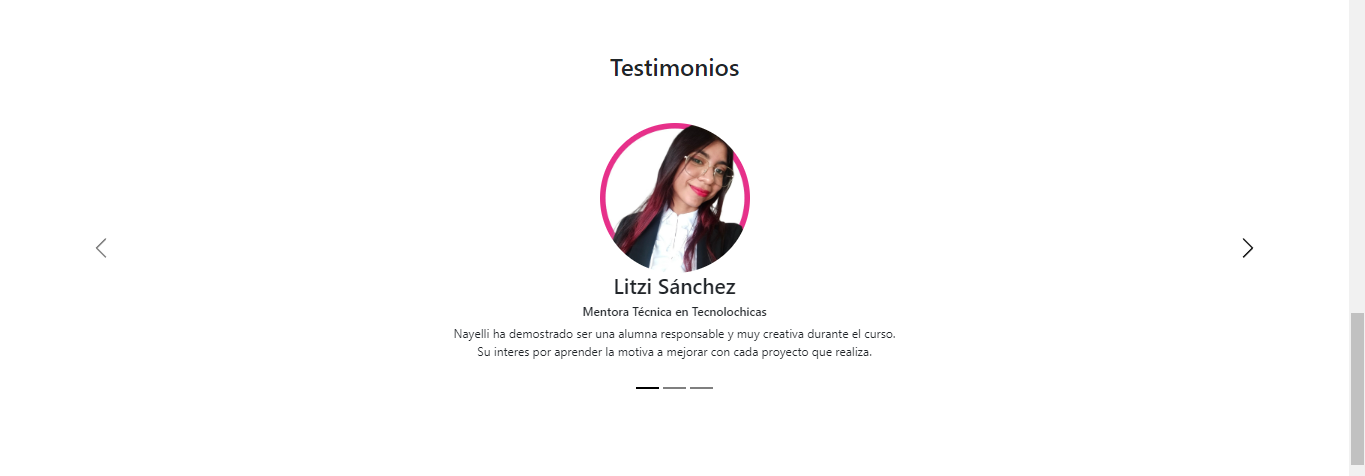 Testimonios
Litzi Sánchez
Mentora Técnica en Tecnolochicas
Nayelli ha demostrado ser una alumna responsable y muy creativa durante el curso.
Su interes por aprender la motiva a mejorar con cada proyecto que realiza.